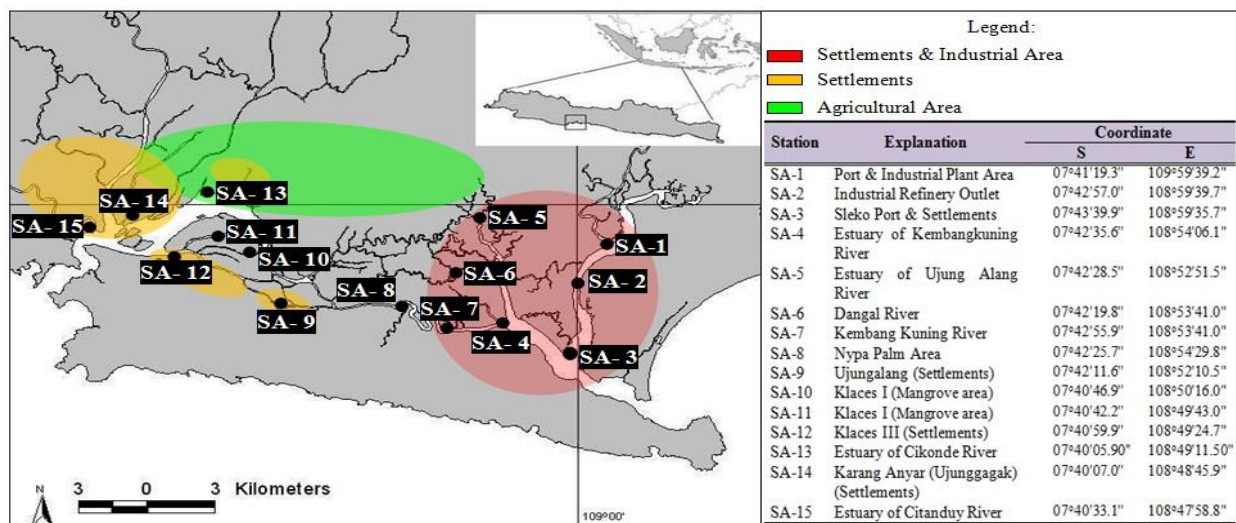 SA- 13
SA- 14
SA- 15
SA- 11
SA- 10
SA- 12
SA- 9
SA- 8
SA- 7
SA- 6
SA- 5
SA- 4
SA-1
SA- 2
SA- 3
N
3 0 3 Kilometers
109°00'
Legend:
Settlements & Industrial Area
Settlements
Agricultural Area
Station Explanation Coordinate
S E
SA-1 Port & Industrial Plant Area 07°41'19.3" 109°59'39.2"
SA-2 Industrial Refinery Outlet 07°42'57.0" 108°59'39.7"
SA-3 Sleko Port & Settlements 07°43'39.9" 108°59'35.7"
SA-4 Estuary of Kembangkuning 07°42'35.6" 108°54'06.1"
River
SA-5 Estuary of Ujung Alang 07°42'28.5" 108°52'51.5"
River
SA-6 Dangal River 07°42'19.8" 108°53'41.0"
SA-7 Kembang Kuning River 07°42'55.9" 108°53'41.0"
SA-8 Nypa Palm Area 07°42'25.7" 108°54'29.8"
SA-9 Ujungalang (Settlements) 07°42'11.6" 108°52'10.5"
SA-10 Klaces I (Mangrove area) 07°40'46.9" 108°50'16.0"
SA-11 Klaces I (Mangrove area) 07°40'42.2" 108°49'43.0"
SA-12 Klaces III (Settlements) 07°40'59.9" 108°49'24.7"
SA-13 Estuary of Cikonde River 07°40'05.90" 108°49'11.50"
SA-14 Karang Anyar (Ujunggagak) 07°40'07.0" 108°48'45.9"
(Settlements)
SA-15 Estuary of Citanduy River 07°40'33.1" 108°47'58.8"